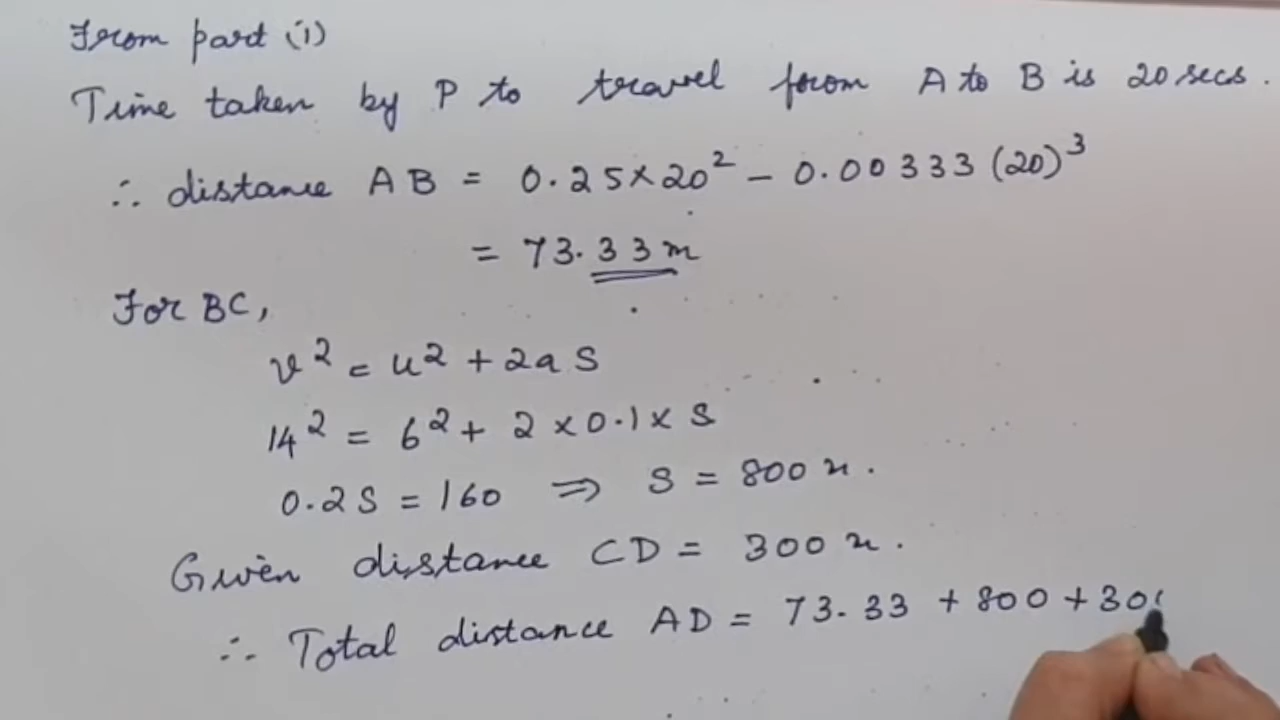 From part (i)
Time taken by P to travel from A to B is 20 secs.
∴ distance AB = 0.25×20² − 0.00333 (20)³
= 73.33m
For BC,
v² = u² + 2as
14² = 6² + 2 × 0.1 × S
0.2S = 160 ⇒ S = 800 m.
Given distance CD = 300 m.
∴ Total distance AD = 73.33 + 800 + 30